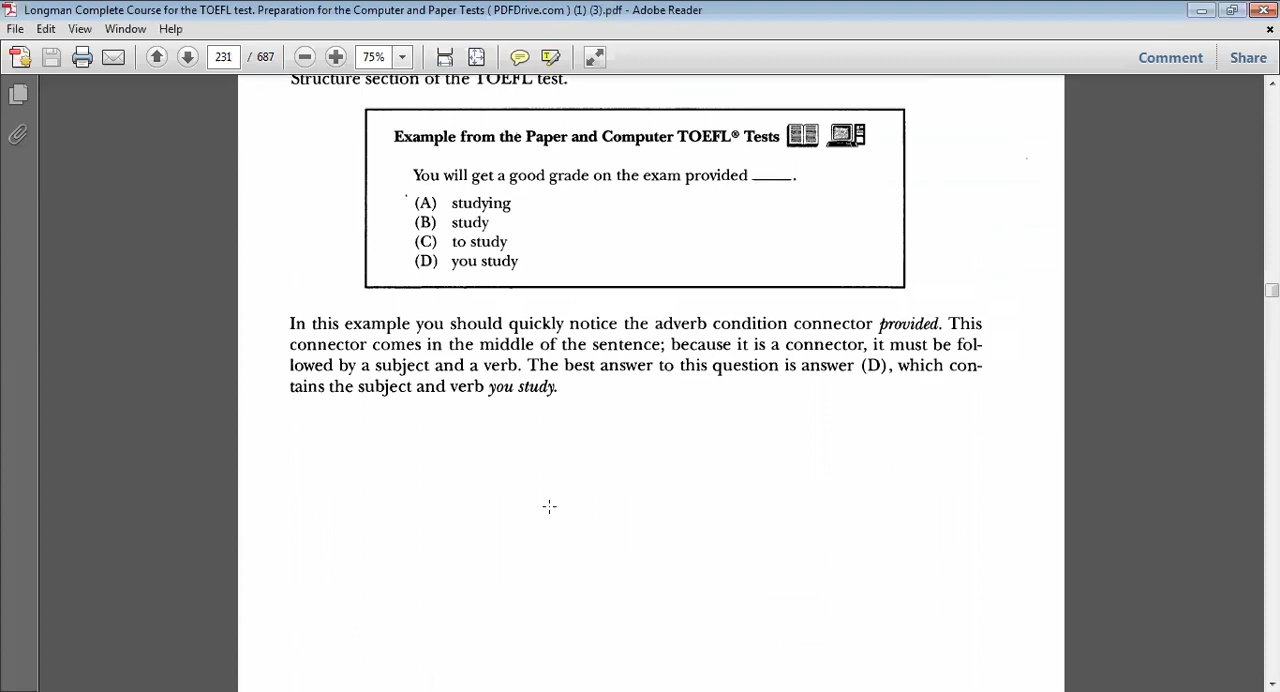 Longman Complete Course for the TOEFL test. Preparation for the Computer and Paper Tests ( PDFDrive.com ) (1) (3).pdf - Adobe Reader
File Edit View Window Help
231 / 687 75% Comment Share
Structure section of the TOEFL test.
Example from the Paper and Computer TOEFL® Tests
You will get a good grade on the exam provided _____.
(A) studying
(B) study
(C) to study
(D) you study
In this example you should quickly notice the adverb condition connector provided. This
connector comes in the middle of the sentence; because it is a connector, it must be fol-
lowed by a subject and a verb. The best answer to this question is answer (D), which con-
tains the subject and verb you study.